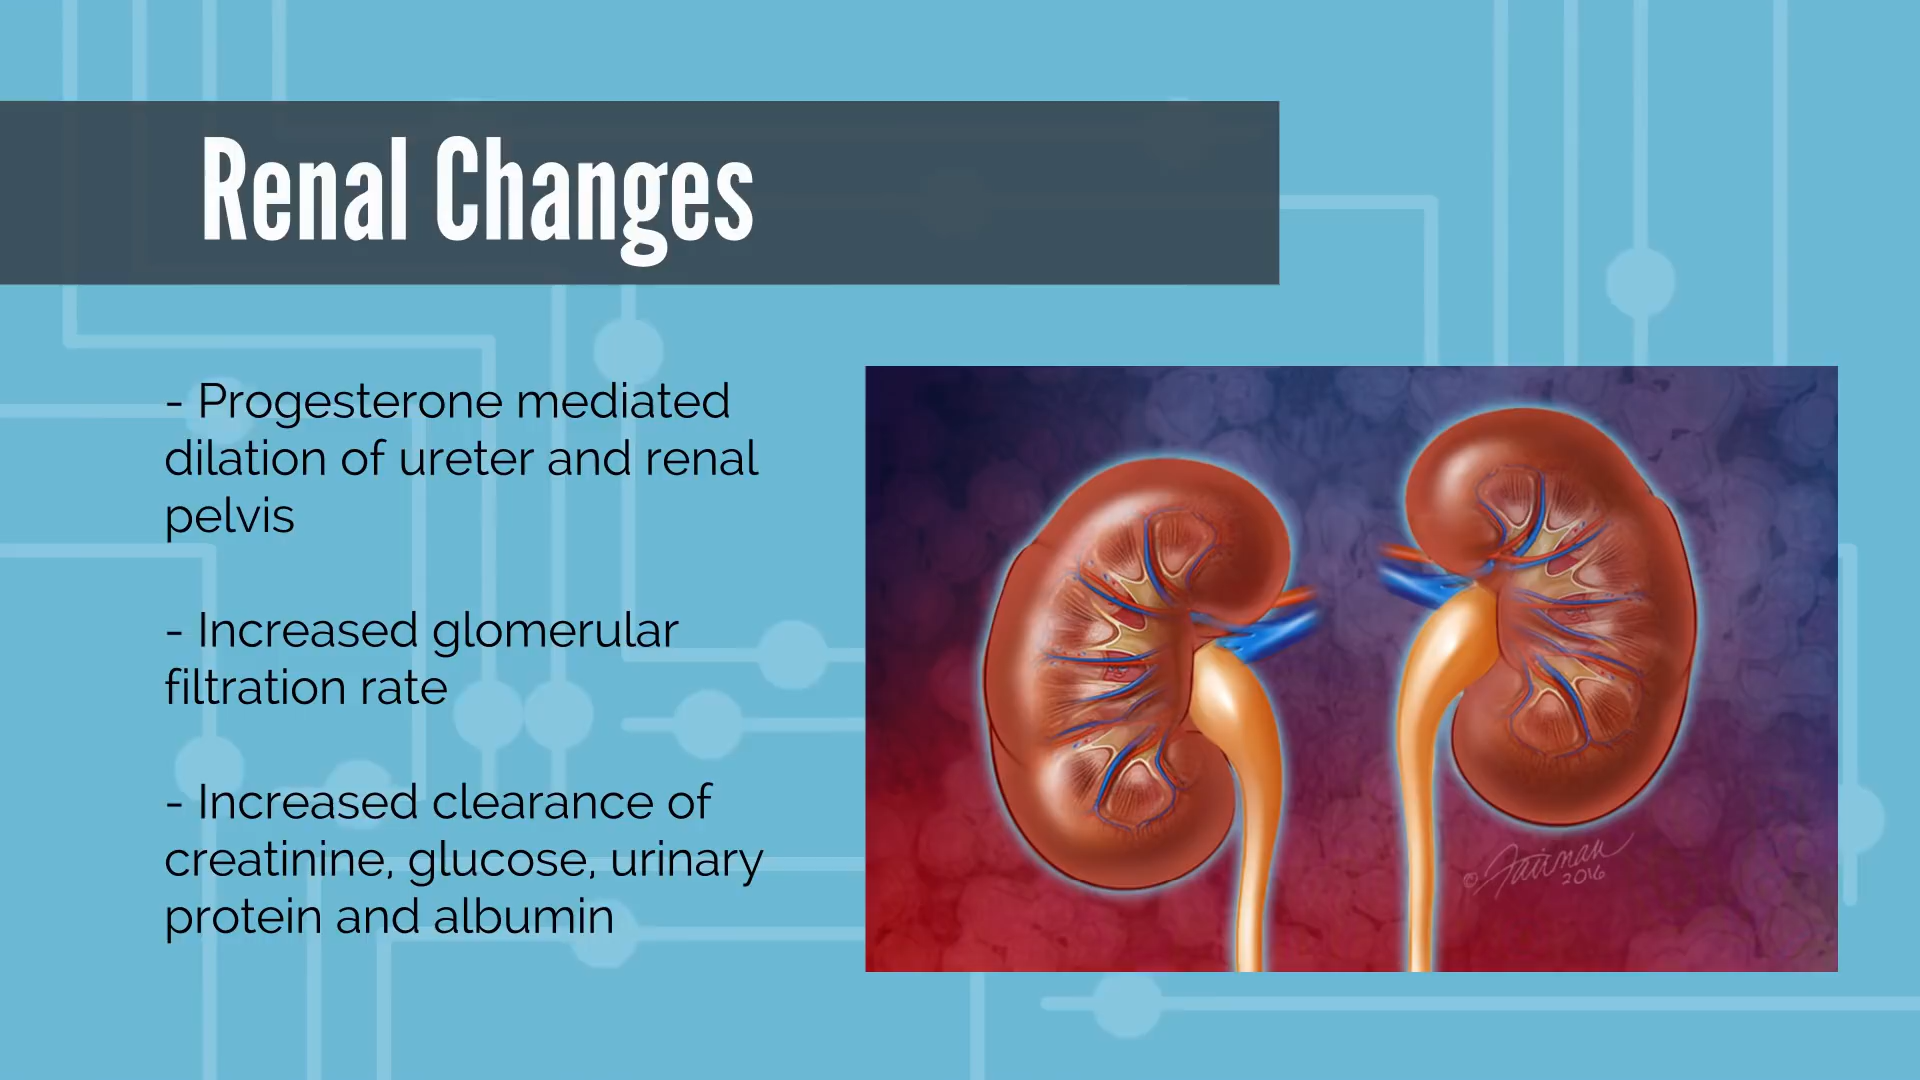 Renal Changes
- Progesterone mediated
dilation of ureter and renal
pelvis
- Increased glomerular
filtration rate
- Increased clearance of
creatinine, glucose, urinary
protein and albumin
© Fairman
2016